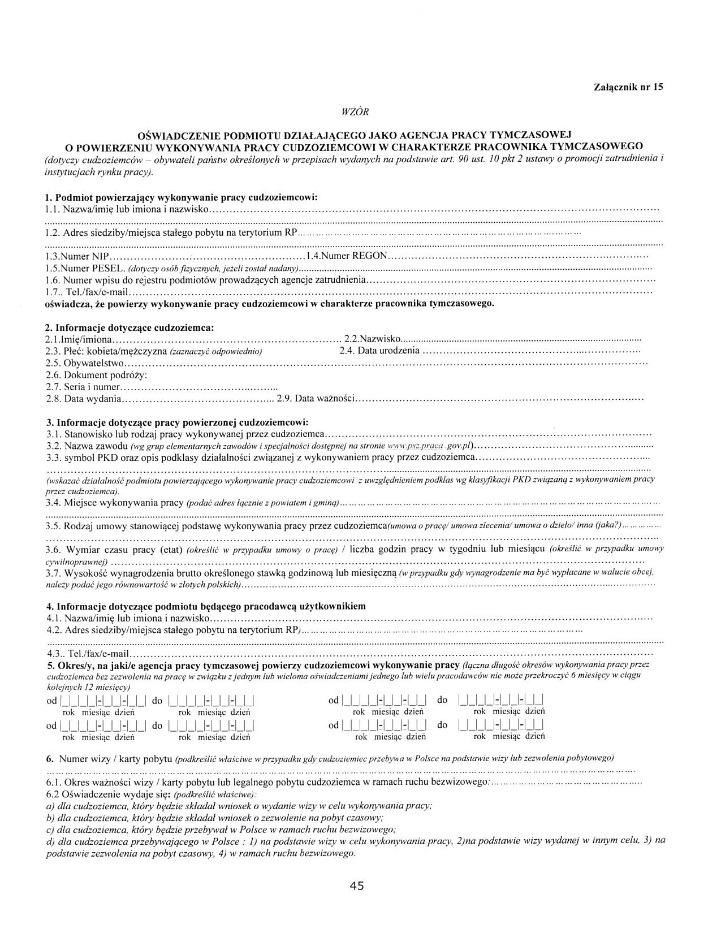 Załącznik nr 15
WZÓR
OŚWIADCZENIE PODMIOTU DZIAŁAJĄCEGO JAKO AGENCJA PRACY TYMCZASOWEJ
O POWIERZENIU WYKONYWANIA PRACY CUDZOZIEMCOWI W CHARAKTERZE PRACOWNIKA TYMCZASOWEGO
(dotyczy cudzoziemców – obywateli państw określonych w przepisach wydanych na podstawie art. 90 ust. 10 pkt 2 ustawy o promocji zatrudnienia i
instytucjach rynku pracy).
1. Podmiot powierzający wykonywanie pracy cudzoziemcowi:
1.1. Nazwa/imię lub imiona i nazwisko
1.2. Adres siedziby/miejsca stałego pobytu na terytorium RP
1.3.Numer NIP 1.4.Numer REGON
1.5.Numer PESEL. (dotyczy osób fizycznych, jeżeli został nadany)
1.6. Numer wpisu do rejestru podmiotów prowadzących agencje zatrudnienia
1.7.. Tel./fax/e-mail
oświadcza, że powierzy wykonywanie pracy cudzoziemcowi w charakterze pracownika tymczasowego.
2. Informacje dotyczące cudzoziemca:
2.1.Imię/imiona 2.2.Nazwisko
2.3. Płeć: kobieta/mężczyzna (zaznaczyć odpowiednio) 2.4. Data urodzenia
2.5. Obywatelstwo
2.6. Dokument podróży:
2.7. Seria i numer
2.8. Data wydania 2.9. Data ważności
3. Informacje dotyczące pracy powierzonej cudzoziemcowi:
3.1. Stanowisko lub rodzaj pracy wykonywanej przez cudzoziemca
3.2. Nazwa zawodu (wg grup elementarnych zawodów i specjalności dostępnej na stronie www.psz.praca .gov.pl)
3.3. symbol PKD oraz opis podklasy działalności związanej z wykonywaniem pracy przez cudzoziemca
(wskazać działalność podmiotu powierzającego wykonywanie pracy cudzoziemcowi z uwzględnieniem podklas wg klasyfikacji PKD związaną z wykonywaniem pracy
przez cudzoziemca).
3.4. Miejsce wykonywania pracy (podać adres łącznie z powiatem i gminą)
3.5. Rodzaj umowy stanowiącej podstawę wykonywania pracy przez cudzoziemca(umowa o pracę/ umowa zlecenia/ umowa o dzieło/ inna (jaka?)
3.6. Wymiar czasu pracy (etat) (określić w przypadku umowy o pracę) / liczba godzin pracy w tygodniu lub miesiącu (określić w przypadku umowy
cywilnoprawnej)
3.7. Wysokość wynagrodzenia brutto określonego stawką godzinową lub miesięczną (w przypadku gdy wynagrodzenie ma być wypłacane w walucie obcej,
należy podać jego równowartość w złotych polskich)
4. Informacje dotyczące podmiotu będącego pracodawcą użytkownikiem
4.1. Nazwa/imię lub imiona i nazwisko
4.2. Adres siedziby/miejsca stałego pobytu na terytorium RP/
4.3.. Tel./fax/e-mail
5. Okres/y, na jaki/e agencja pracy tymczasowej powierzy cudzoziemcowi wykonywanie pracy (łączna długość okresów wykonywania pracy przez
cudzoziemca bez zezwolenia na pracę w związku z jednym lub wieloma oświadczeniami jednego lub wielu pracodawców nie może przekroczyć 6 miesięcy w ciągu
kolejnych 12 miesięcy)
od |_|_|_|_|-|_|_|-|_|_| do |_|_|_|_|-|_|_|-|_|_| od |_|_|_|_|-|_|_|-|_|_| do |_|_|_|_|-|_|_|-|_|_|
rok miesiąc dzień rok miesiąc dzień rok miesiąc dzień rok miesiąc dzień
od |_|_|_|_|-|_|_|-|_|_| do |_|_|_|_|-|_|_|-|_|_| od |_|_|_|_|-|_|_|-|_|_| do |_|_|_|_|-|_|_|-|_|_|
rok miesiąc dzień rok miesiąc dzień rok miesiąc dzień rok miesiąc dzień
6. Numer wizy / karty pobytu (podkreślić właściwe w przypadku gdy cudzoziemiec przebywa w Polsce na podstawie wizy lub zezwolenia pobytowego)
6.1. Okres ważności wizy / karty pobytu lub legalnego pobytu cudzoziemca w ramach ruchu bezwizowego:
6.2 Oświadczenie wydaje się: (podkreślić właściwe):
a) dla cudzoziemca, który będzie składał wniosek o wydanie wizy w celu wykonywania pracy;
b) dla cudzoziemca, który będzie składał wniosek o zezwolenie na pobyt czasowy;
c) dla cudzoziemca, który będzie przebywał w Polsce w ramach ruchu bezwizowego;
d) dla cudzoziemca przebywającego w Polsce : 1) na podstawie wizy w celu wykonywania pracy, 2)na podstawie wizy wydanej w innym celu, 3) na
podstawie zezwolenia na pobyt czasowy, 4) w ramach ruchu bezwizowego.
45